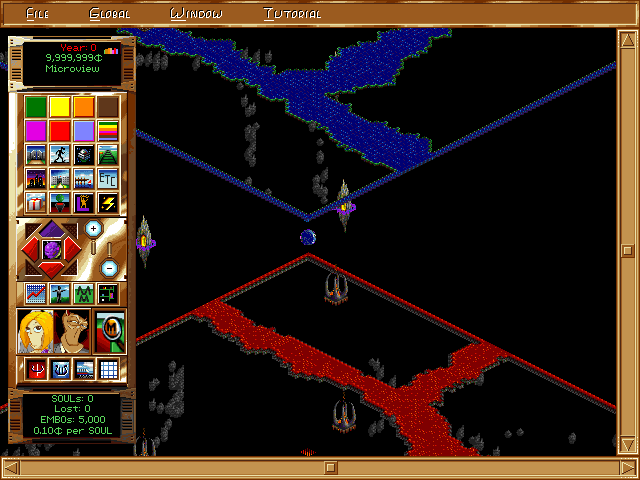 File Global Window Tutorial
Year 0
9,999,999¢
Microview
ETC
M
SOULs: 0
Lost: 0
EMBOs: 5,000
0.10¢ per SOUL